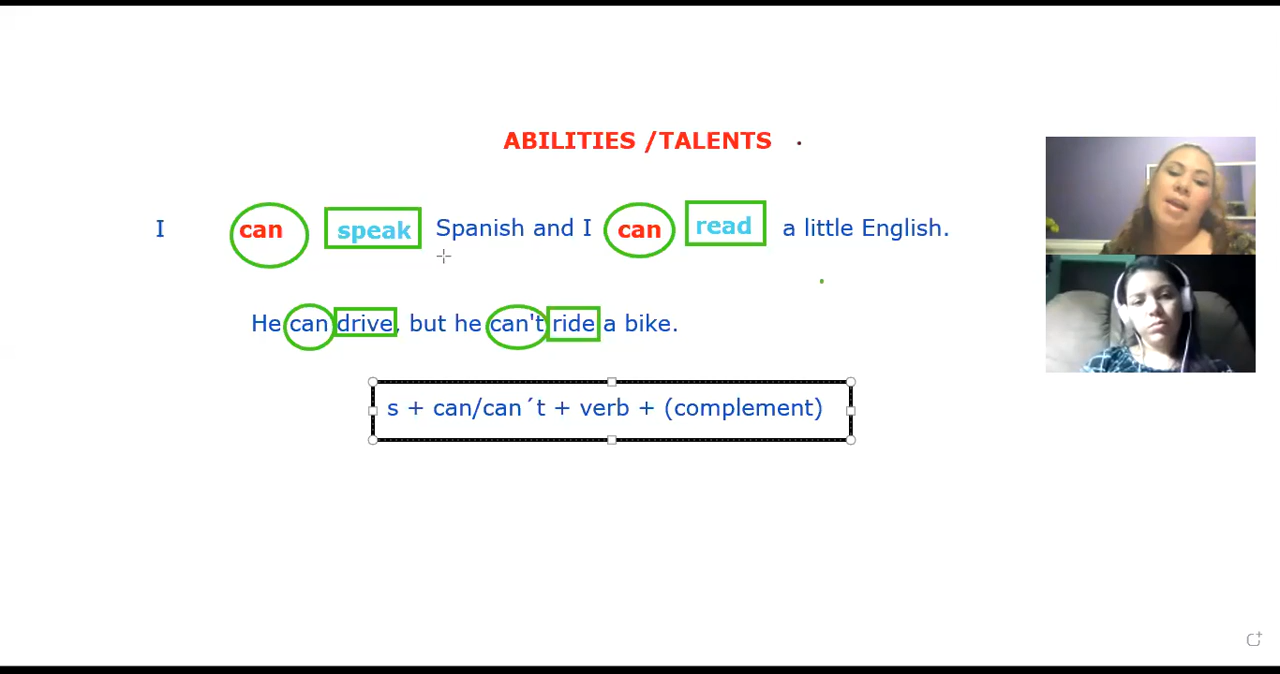 ABILITIES /TALENTS
I can speak Spanish and I can read a little English.
He can drive, but he can't ride a bike.
s + can/can´t + verb + (complement)